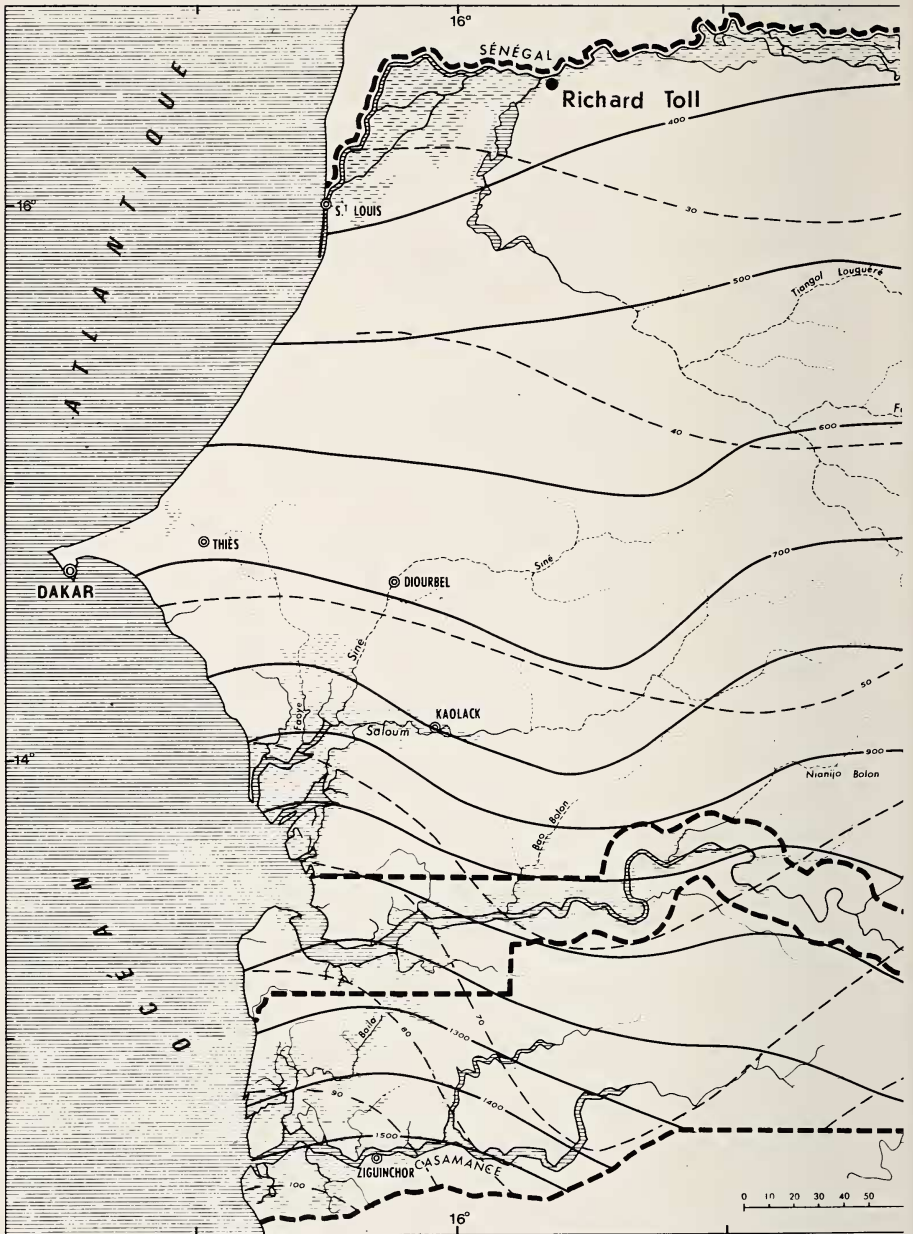 16°
SÉNÉGAL
Richard Toll
400
ATLANTIQUE
16°
S.T LOUIS
30
500
Tiangol Louguéré
40
600
THIÈS
700
Siné
DAKAR
DIOURBEL
Siné
50
Faoye
KAOLACK
Saloum
14°
900
Nianijo Bolon
Bao Bolon
OCÉAN
70
80
1300
Baila
90
1400
1500
ZIGUINCHOR
CASAMANCE
100
0 10 20 30 40 50
16°